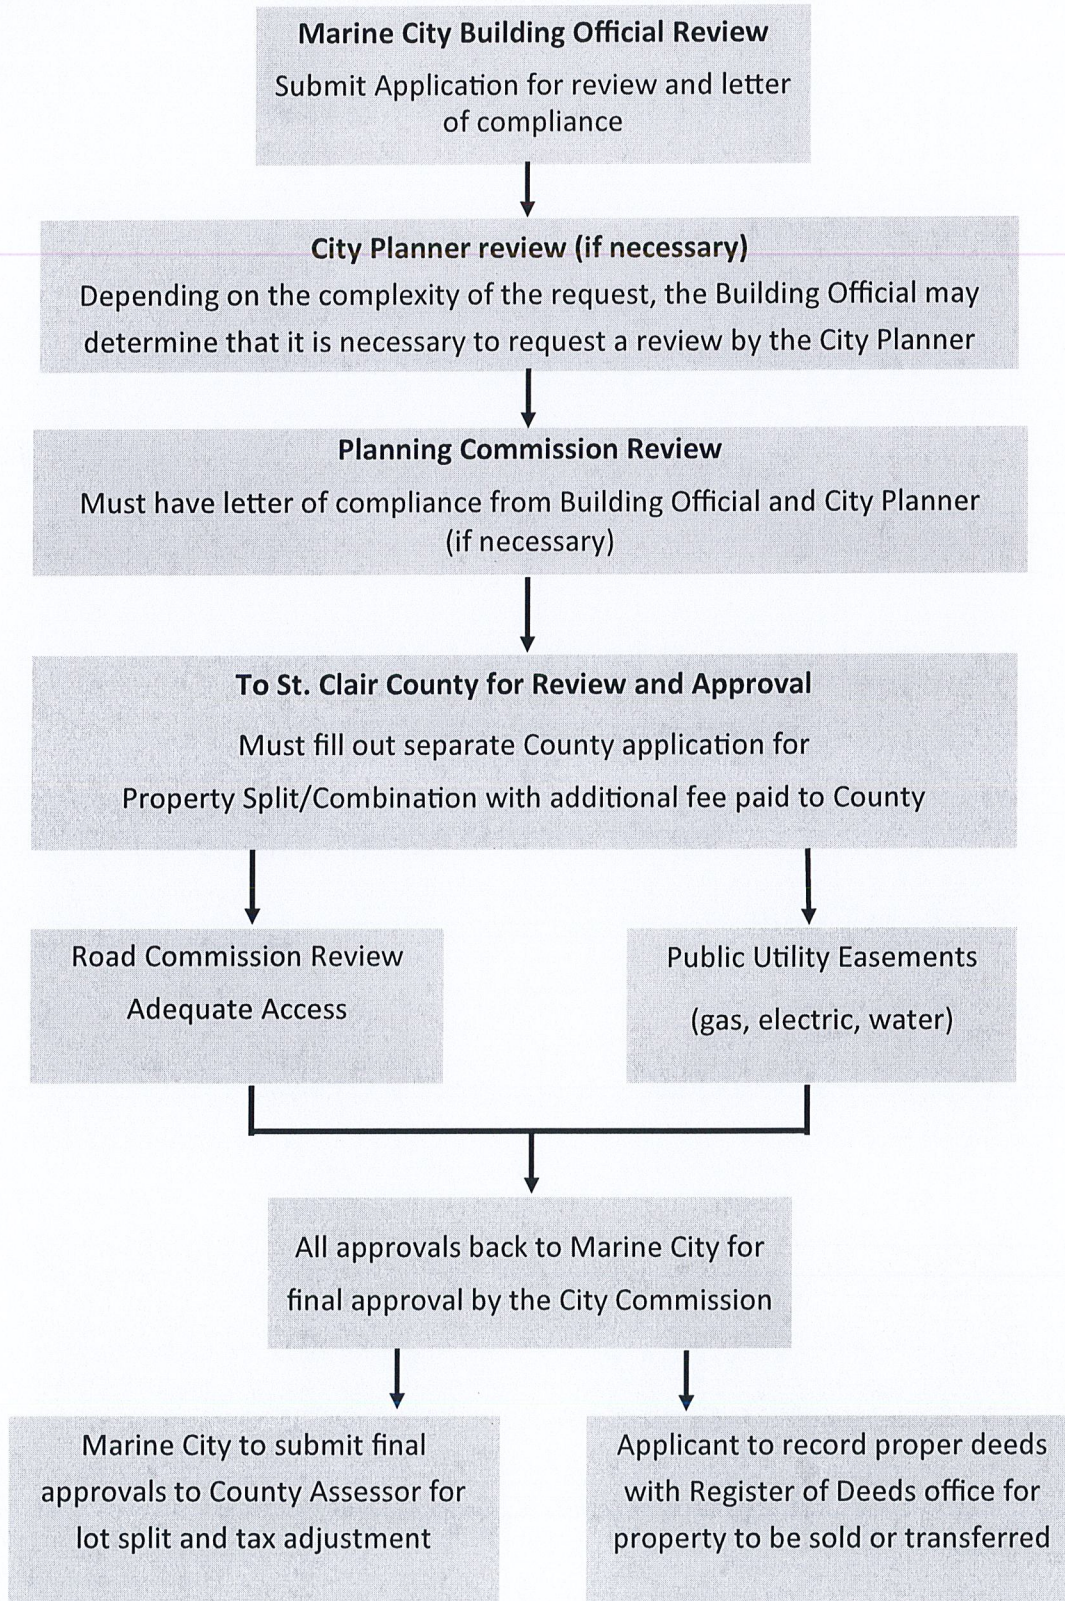 Marine City Building Official Review
Submit Application for review and letter
of compliance
City Planner review (if necessary)
Depending on the complexity of the request, the Building Official may
determine that it is necessary to request a review by the City Planner
Planning Commission Review
Must have letter of compliance from Building Official and City Planner
(if necessary)
To St. Clair County for Review and Approval
Must fill out separate County application for
Property Split/Combination with additional fee paid to County
Road Commission Review
Adequate Access
Public Utility Easements
(gas, electric, water)
All approvals back to Marine City for
final approval by the City Commission
Marine City to submit final
approvals to County Assessor for
lot split and tax adjustment
Applicant to record proper deeds
with Register of Deeds office for
property to be sold or transferred